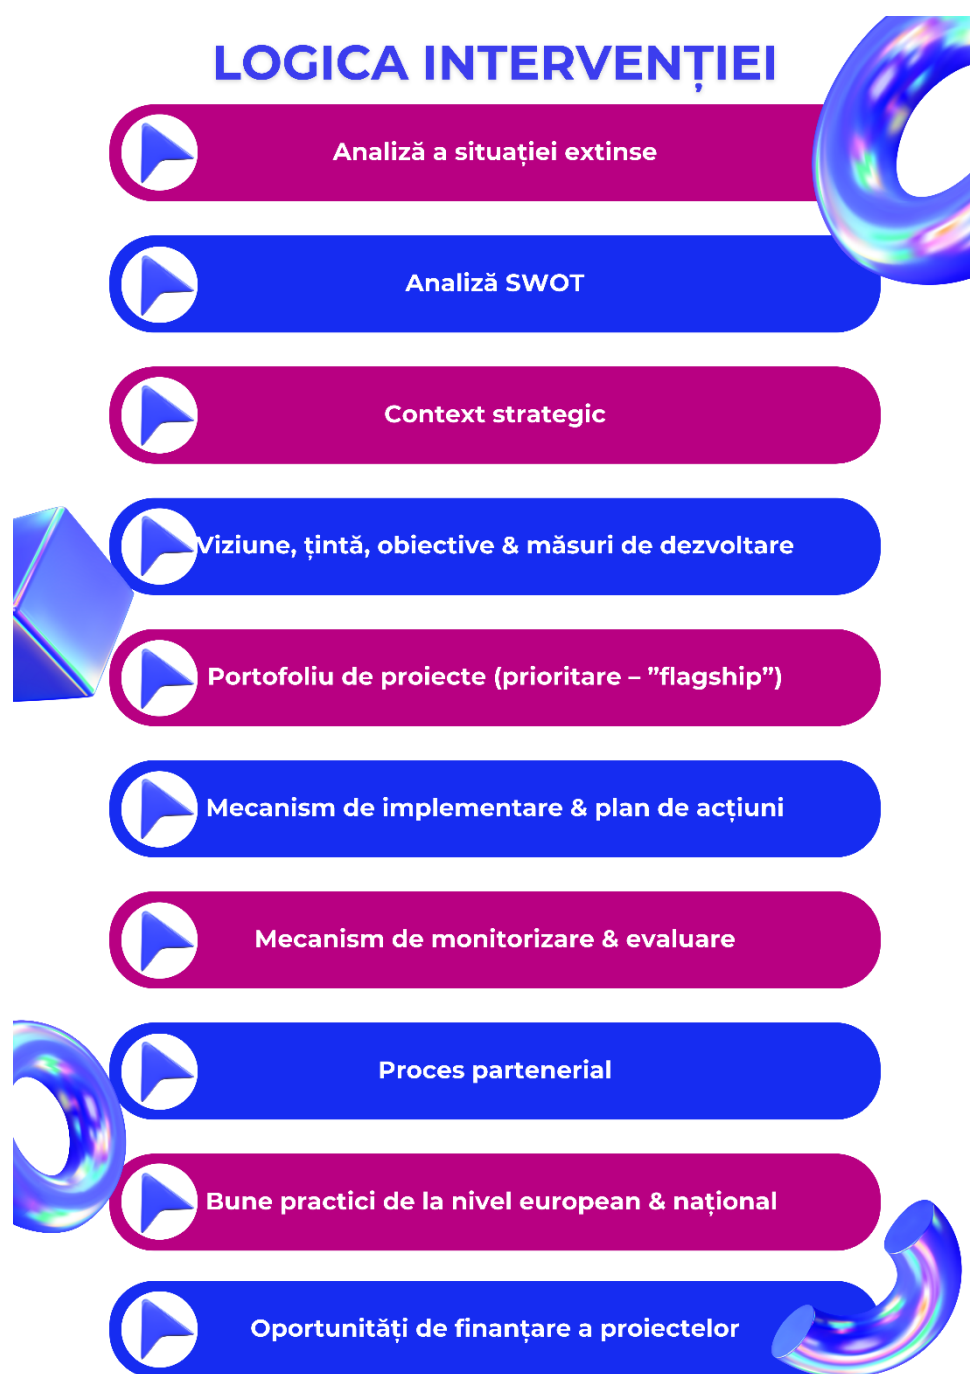 LOGICA INTERVENȚIEI
Analiză a situației extinse
Analiză SWOT
Context strategic
Viziune, țintă, obiective & măsuri de dezvoltare
Portofoliu de proiecte (prioritare – ”flagship”)
Mecanism de implementare & plan de acțiuni
Mecanism de monitorizare & evaluare
Proces partenerial
Bune practici de la nivel european & național
Oportunități de finanțare a proiectelor